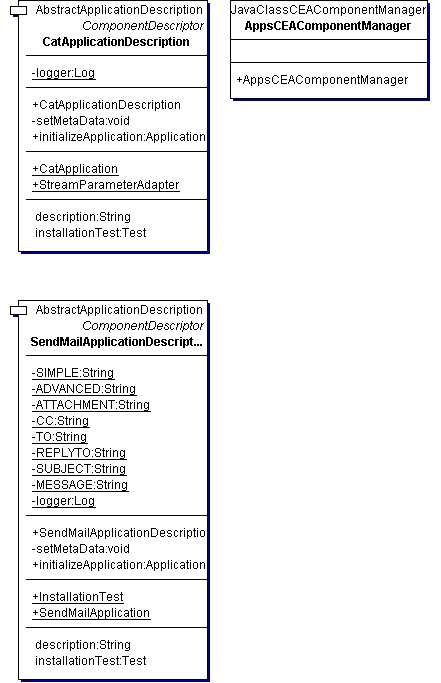 AbstractApplicationDescription
ComponentDescriptor
CatApplicationDescription
-logger:Log
+CatApplicationDescription
-setMetaData:void
+initializeApplication:Application
+CatApplication
+StreamParameterAdapter
description:String
installationTest:Test
JavaClassCEAComponentManager
AppsCEAComponentManager
+AppsCEAComponentManager
AbstractApplicationDescription
ComponentDescriptor
SendMailApplicationDescript...
-SIMPLE:String
-ADVANCED:String
-ATTACHMENT:String
-CC:String
-TO:String
-REPLYTO:String
-SUBJECT:String
-MESSAGE:String
-logger:Log
+SendMailApplicationDescriptio
-setMetaData:void
+initializeApplication:Application
+InstallationTest
+SendMailApplication
description:String
installationTest:Test